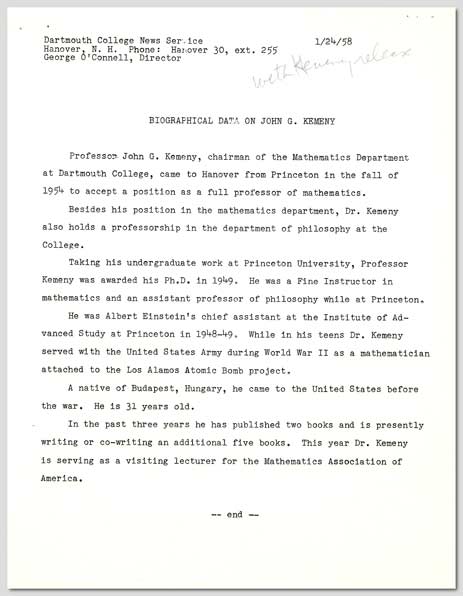 Dartmouth College News Service
1/24/58
Hanover, N. H. Phone: Hanover 30, ext. 255
George O'Connell, Director
with Kemeny release
BIOGRAPHICAL DATA ON JOHN G. KEMENY
Professor John G. Kemeny, chairman of the Mathematics Department
at Dartmouth College, came to Hanover from Princeton in the fall of
1954 to accept a position as a full professor of mathematics.
Besides his position in the mathematics department, Dr. Kemeny
also holds a professorship in the department of philosophy at the
College.
Taking his undergraduate work at Princeton University, Professor
Kemeny was awarded his Ph.D. in 1949. He was a Fine Instructor in
mathematics and an assistant professor of philosophy while at Princeton.
He was Albert Einstein's chief assistant at the Institute of Ad-
vanced Study at Princeton in 1948-49. While in his teens Dr. Kemeny
served with the United States Army during World War II as a mathematician
attached to the Los Alamos Atomic Bomb project.
A native of Budapest, Hungary, he came to the United States before
the war. He is 31 years old.
In the past three years he has published two books and is presently
writing or co-writing an additional five books. This year Dr. Kemeny
is serving as a visiting lecturer for the Mathematics Association of
America.
-- end --